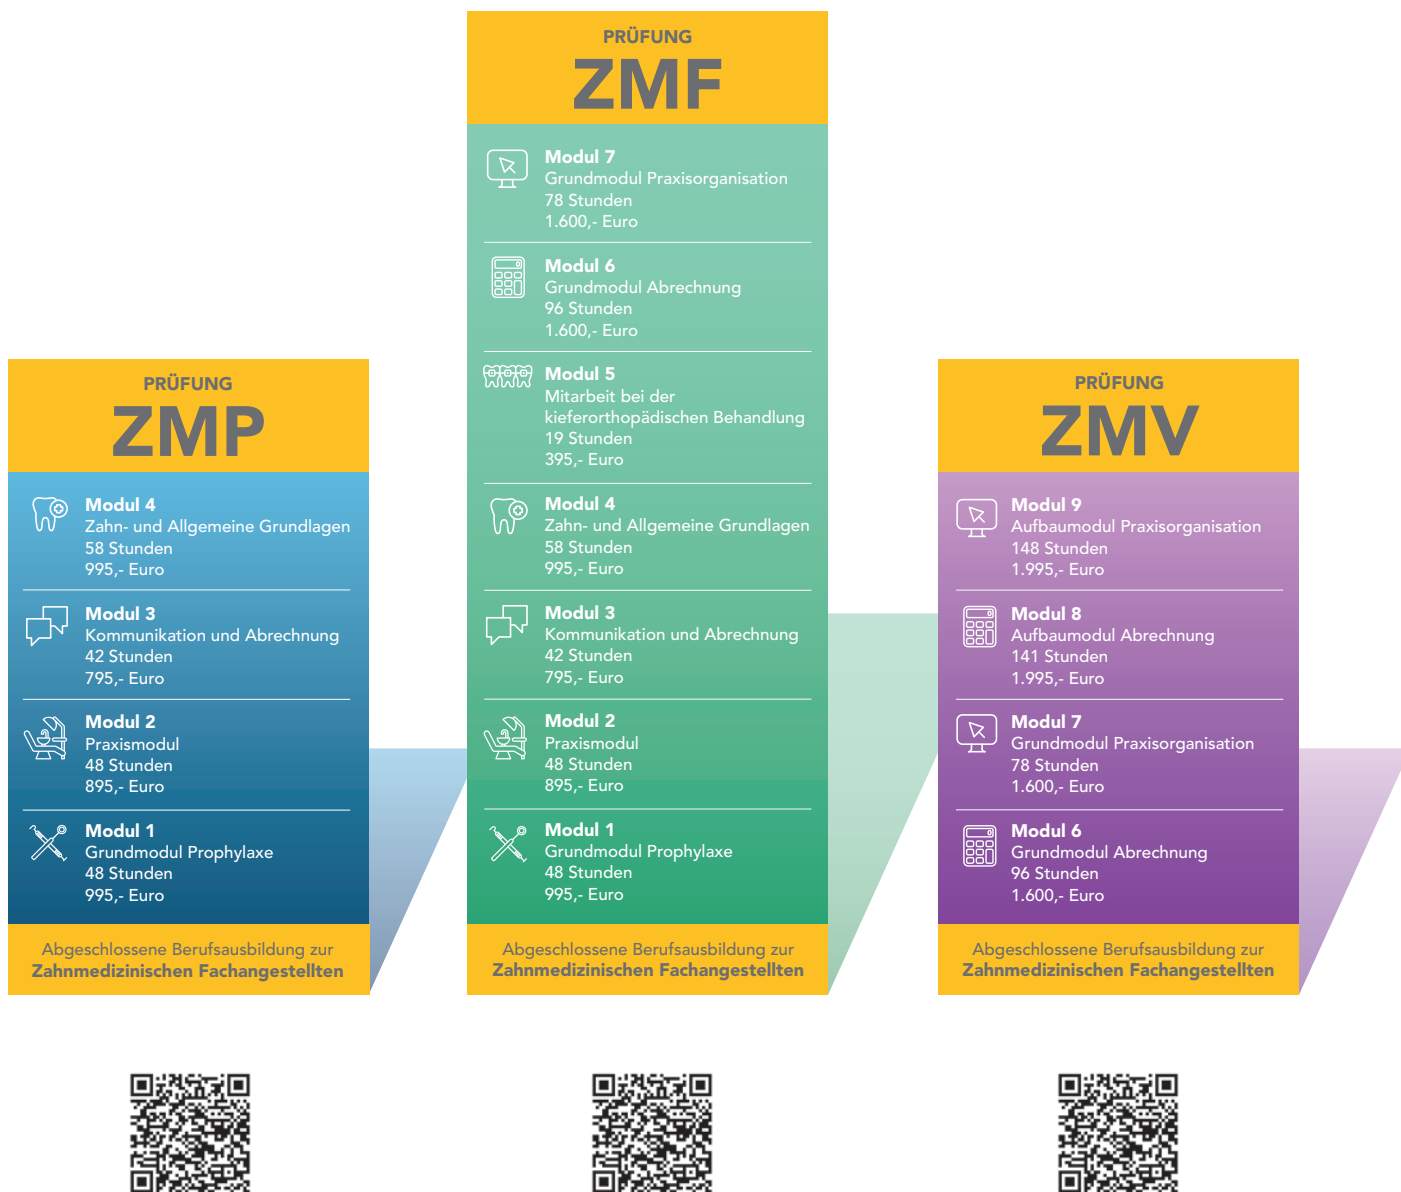 PRÜFUNG
ZMP
Modul 4
Zahn- und Allgemeine Grundlagen
58 Stunden
995,- Euro
Modul 3
Kommunikation und Abrechnung
42 Stunden
795,- Euro
Modul 2
Praxismodul
48 Stunden
895,- Euro
Modul 1
Grundmodul Prophylaxe
48 Stunden
995,- Euro
Abgeschlossene Berufsausbildung zur
Zahnmedizinischen Fachangestellten
PRÜFUNG
ZMF
Modul 7
Grundmodul Praxisorganisation
78 Stunden
1.600,- Euro
Modul 6
Grundmodul Abrechnung
96 Stunden
1.600,- Euro
Modul 5
Mitarbeit bei der
kieferorthopädischen Behandlung
19 Stunden
395,- Euro
Modul 4
Zahn- und Allgemeine Grundlagen
58 Stunden
995,- Euro
Modul 3
Kommunikation und Abrechnung
42 Stunden
795,- Euro
Modul 2
Praxismodul
48 Stunden
895,- Euro
Modul 1
Grundmodul Prophylaxe
48 Stunden
995,- Euro
Abgeschlossene Berufsausbildung zur
Zahnmedizinischen Fachangestellten
PRÜFUNG
ZMV
Modul 9
Aufbaumodul Praxisorganisation
148 Stunden
1.995,- Euro
Modul 8
Aufbaumodul Abrechnung
141 Stunden
1.995,- Euro
Modul 7
Grundmodul Praxisorganisation
78 Stunden
1.600,- Euro
Modul 6
Grundmodul Abrechnung
96 Stunden
1.600,- Euro
Abgeschlossene Berufsausbildung zur
Zahnmedizinischen Fachangestellten